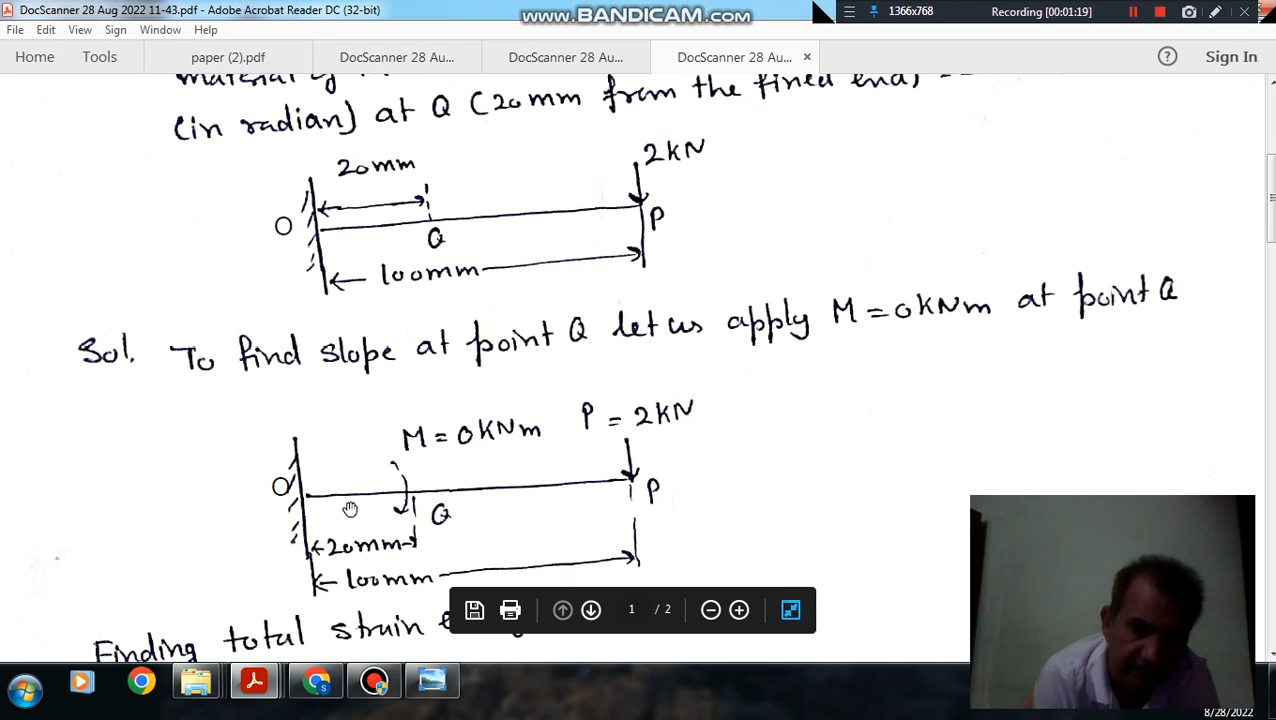 DocScanner 28 Aug 2022 11-43.pdf - Adobe Acrobat Reader DC (32-bit)
www.BANDICAM.com
1366x768
Recording [00:01:19]
File Edit View Sign Window Help
Home Tools paper (2).pdf DocScanner 28 Au... DocScanner 28 Au... DocScanner 28 Au... × Sign In
material
from the fixed end)
(in radian) at Q (20mm
20mm
2kN
O
Q
P
100mm
Sol. To find slope at point Q let us apply M=0kNm at point Q
M=0kNm P = 2kN
O
Q
P
20mm
100mm
1 / 2
Finding total strain
8/28/2022